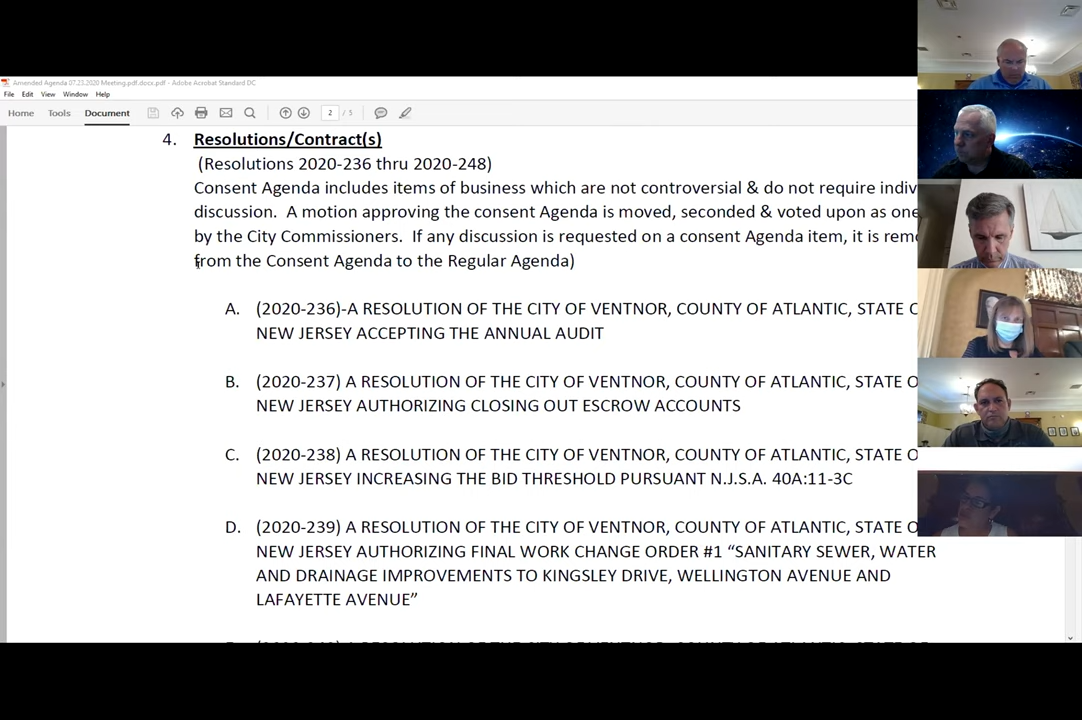 Amended Agenda 07.23.2020 Meeting.pdf.docx.pdf - Adobe Acrobat Standard DC
File Edit View Window Help
Home Tools Document 2 / 5
4. Resolutions/Contract(s)
(Resolutions 2020-236 thru 2020-248)
Consent Agenda includes items of business which are not controversial & do not require
discussion. A motion approving the consent Agenda is moved, seconded & voted upon as one
by the City Commissioners. If any discussion is requested on a consent Agenda item, it is
from the Consent Agenda to the Regular Agenda)
A. (2020-236)-A RESOLUTION OF THE CITY OF VENTNOR, COUNTY OF ATLANTIC, STATE
NEW JERSEY ACCEPTING THE ANNUAL AUDIT
B. (2020-237) A RESOLUTION OF THE CITY OF VENTNOR, COUNTY OF ATLANTIC, STATE
NEW JERSEY AUTHORIZING CLOSING OUT ESCROW ACCOUNTS
C. (2020-238) A RESOLUTION OF THE CITY OF VENTNOR, COUNTY OF ATLANTIC, STATE
NEW JERSEY INCREASING THE BID THRESHOLD PURSUANT N.J.S.A. 40A:11-3C
D. (2020-239) A RESOLUTION OF THE CITY OF VENTNOR, COUNTY OF ATLANTIC, STATE
NEW JERSEY AUTHORIZING FINAL WORK CHANGE ORDER #1 “SANITARY SEWER, WATER
AND DRAINAGE IMPROVEMENTS TO KINGSLEY DRIVE, WELLINGTON AVENUE AND
LAFAYETTE AVENUE”